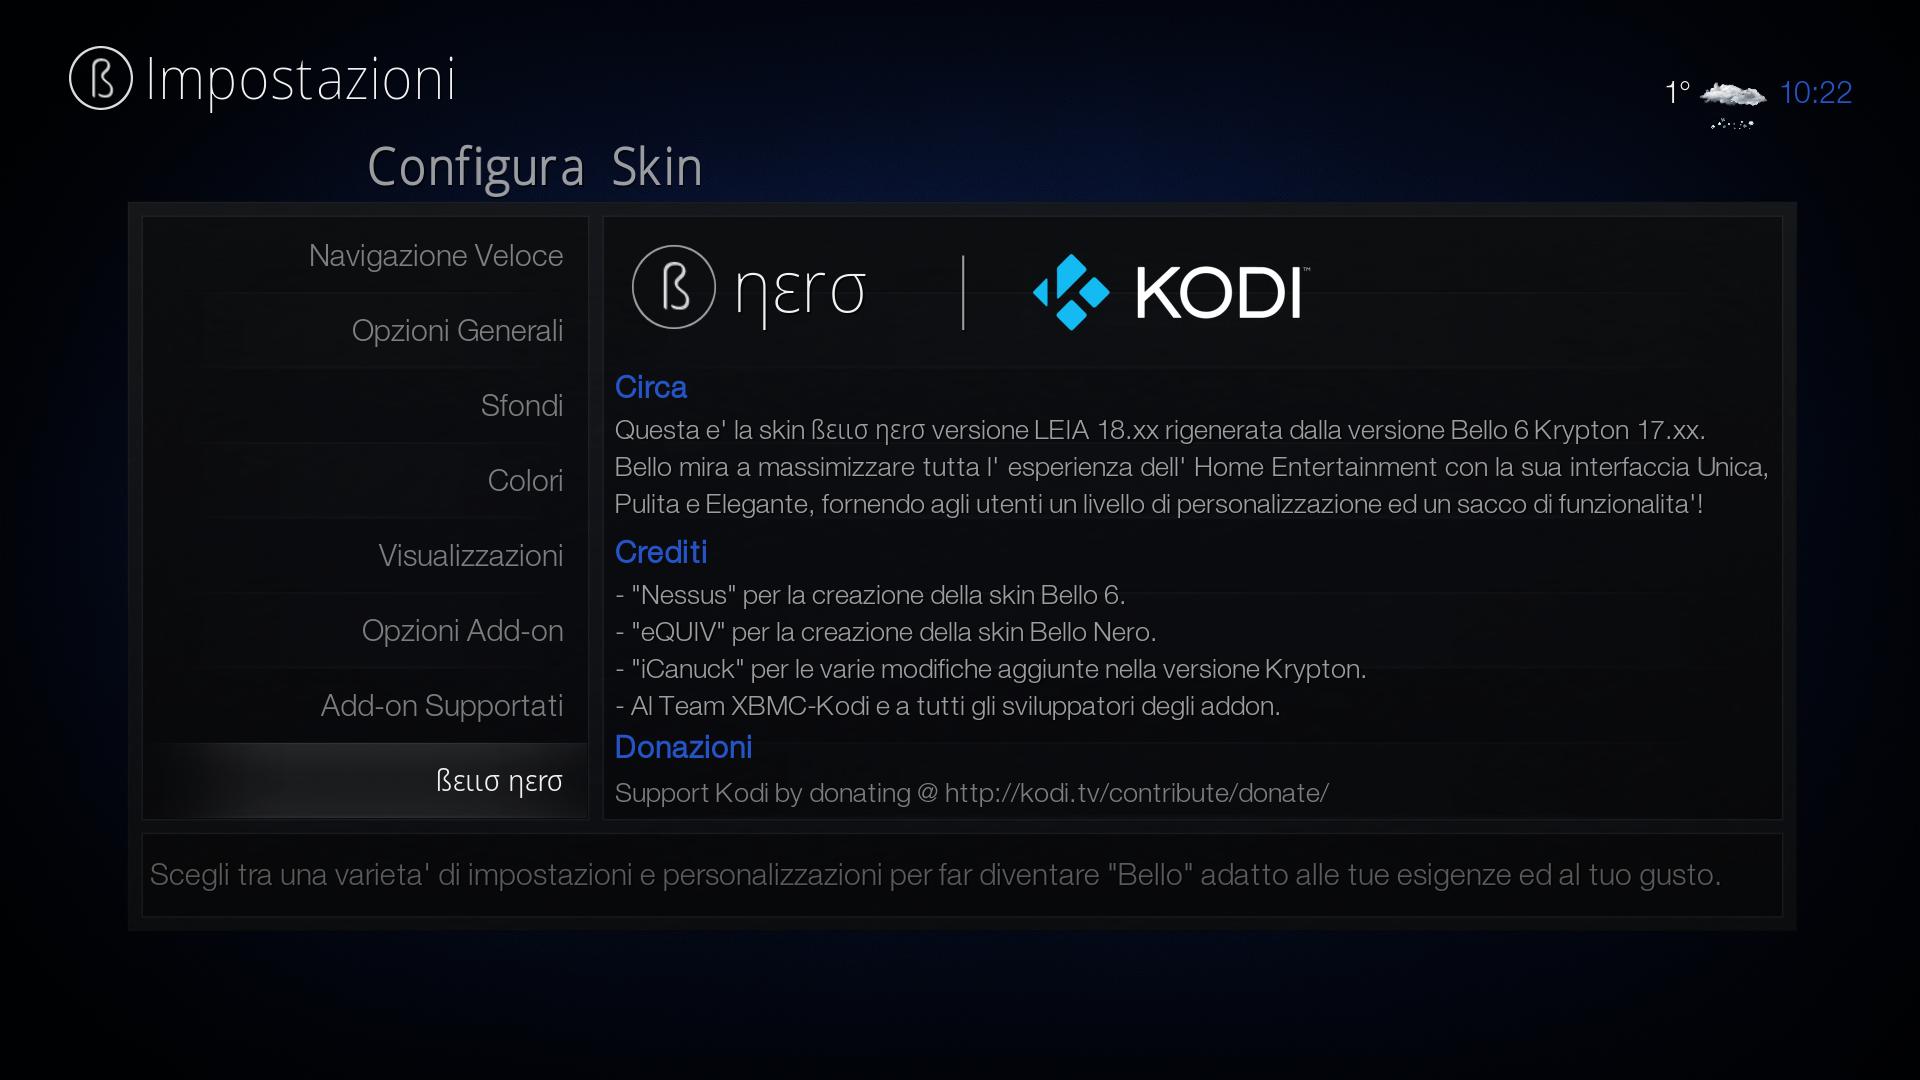 ß Impostazioni
1° 10:22
Configura Skin
Navigazione Veloce
Opzioni Generali
Sfondi
Colori
Visualizzazioni
Opzioni Add-on
Add-on Supportati
ßειισ ηεrσ
ß ηεrσ | KODI™
Circa
Questa e' la skin ßειισ ηεrσ versione LEIA 18.xx rigenerata dalla versione Bello 6 Krypton 17.xx.
Bello mira a massimizzare tutta l' esperienza dell' Home Entertainment con la sua interfaccia Unica,
Pulita e Elegante, fornendo agli utenti un livello di personalizzazione ed un sacco di funzionalita'!
Crediti
- "Nessus" per la creazione della skin Bello 6.
- "eQUIV" per la creazione della skin Bello Nero.
- "iCanuck" per le varie modifiche aggiunte nella versione Krypton.
- Al Team XBMC-Kodi e a tutti gli sviluppatori degli addon.
Donazioni
Support Kodi by donating @ http://kodi.tv/contribute/donate/
Scegli tra una varieta' di impostazioni e personalizzazioni per far diventare "Bello" adatto alle tue esigenze ed al tuo gusto.